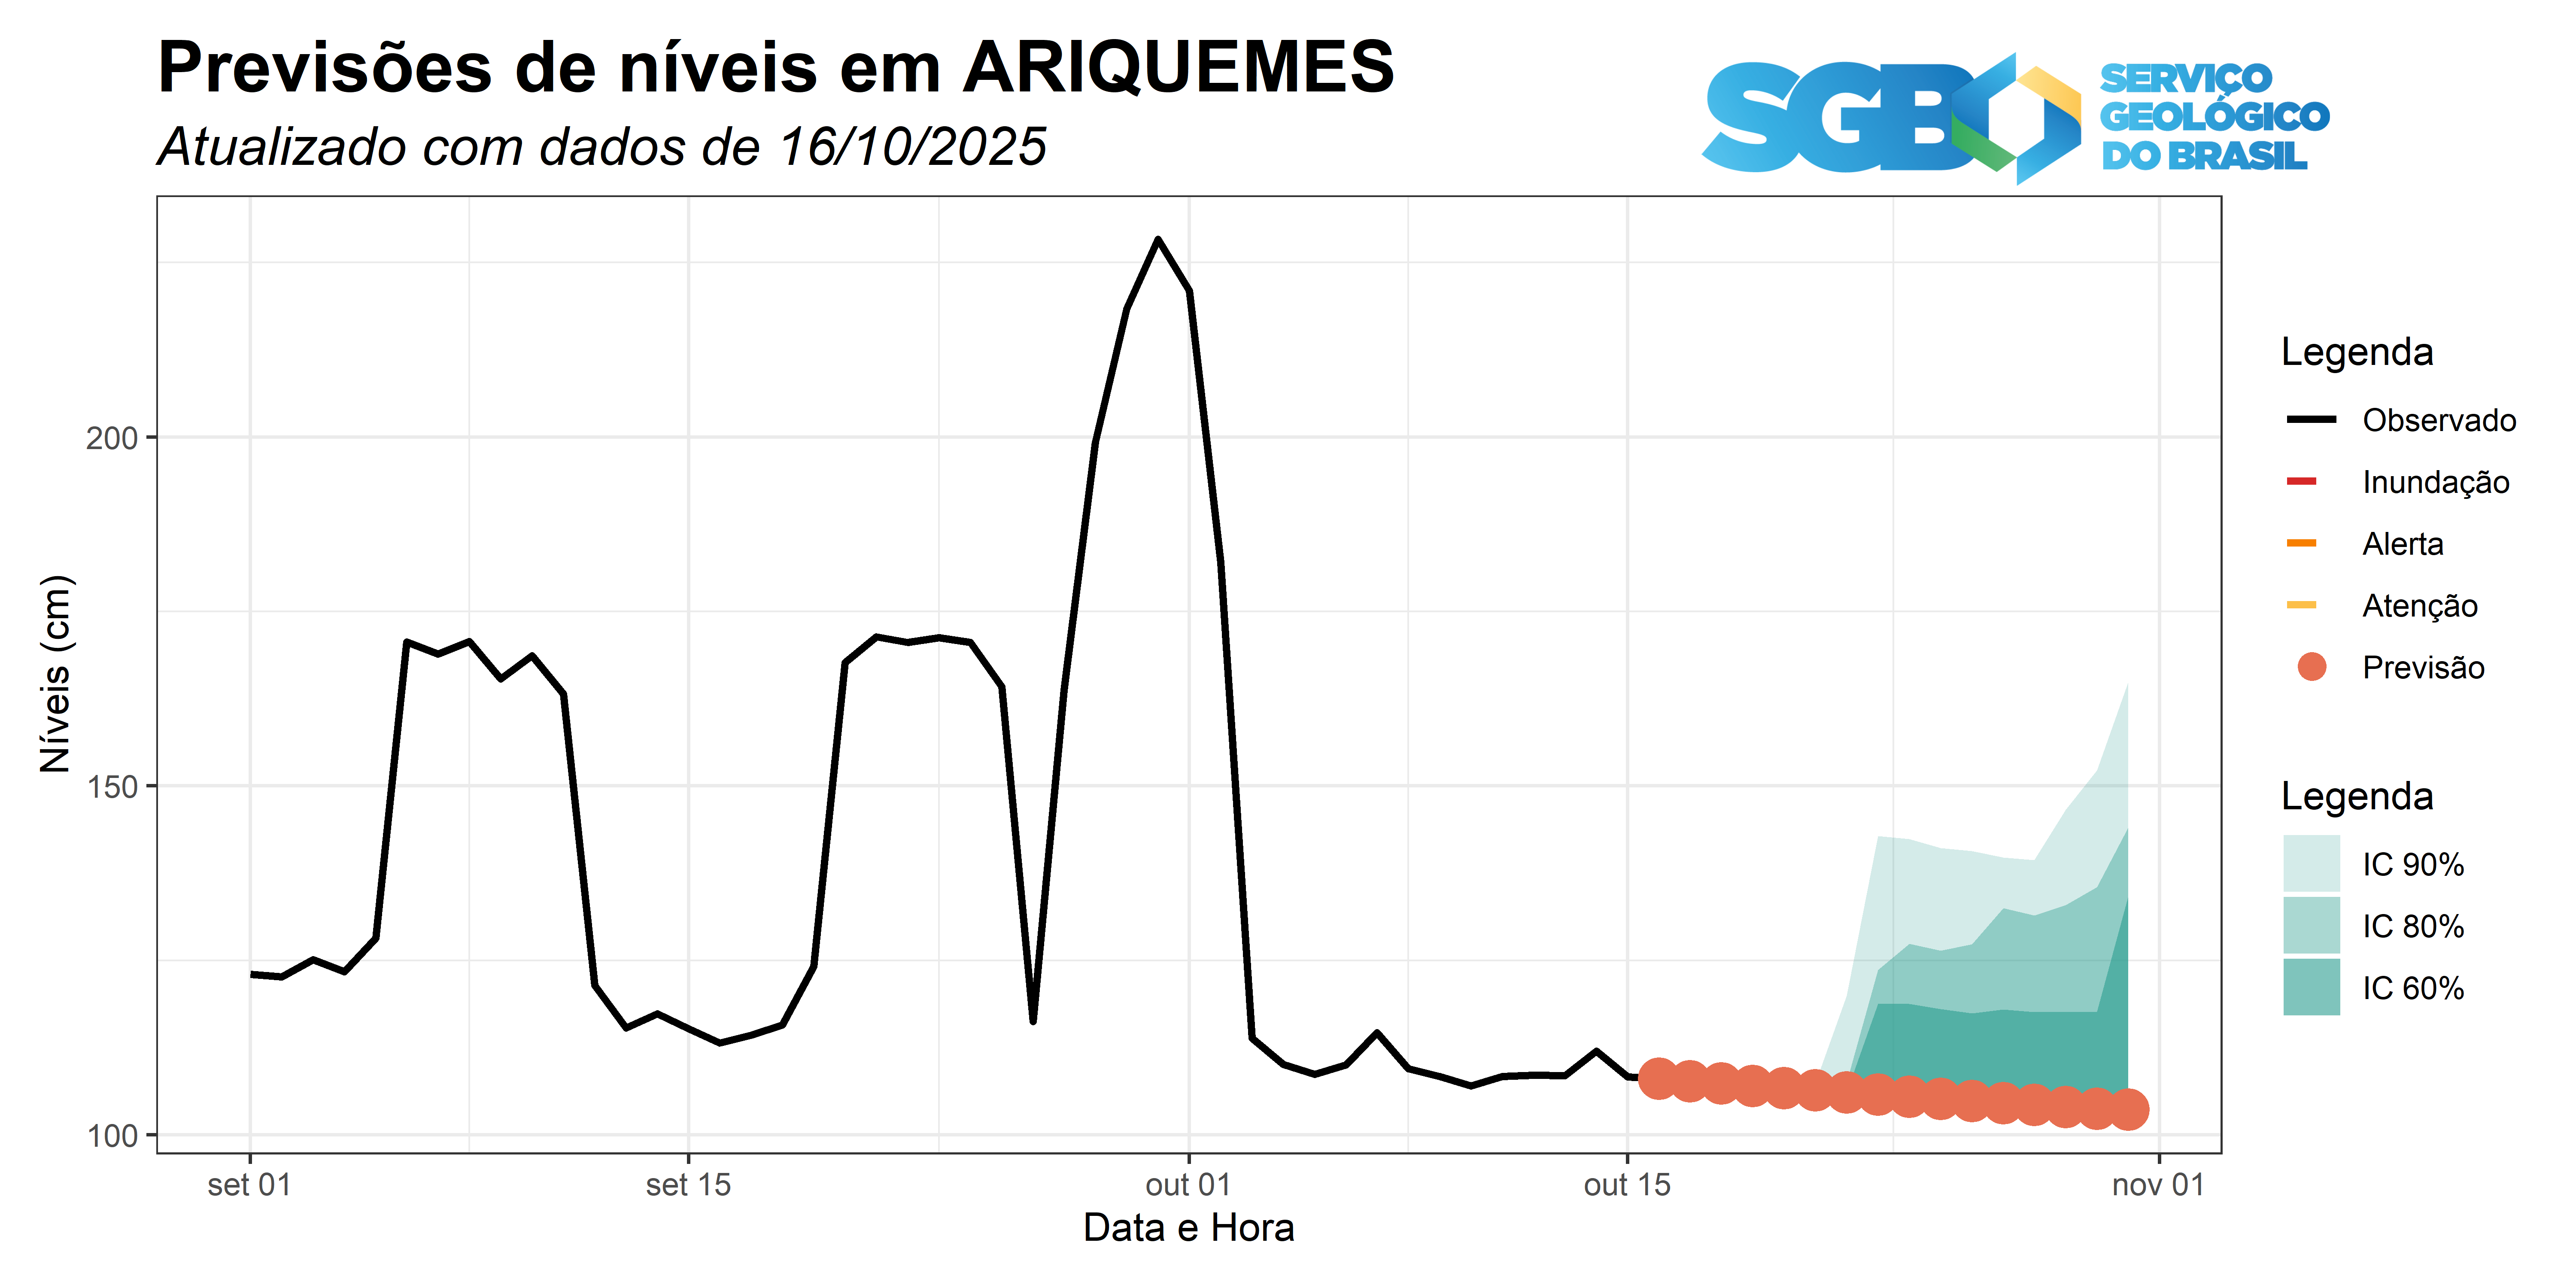 Previsões de níveis em ARIQUEMES
Atualizado com dados de 16/10/2025
SGB
SERVIÇO
GEOLÓGICO
DO BRASIL
Níveis (cm)
200
150
100
set 01
set 15
out 01
out 15
nov 01
Data e Hora
Legenda
Observado
Inundação
Alerta
Atenção
Previsão
Legenda
IC 90%
IC 80%
IC 60%